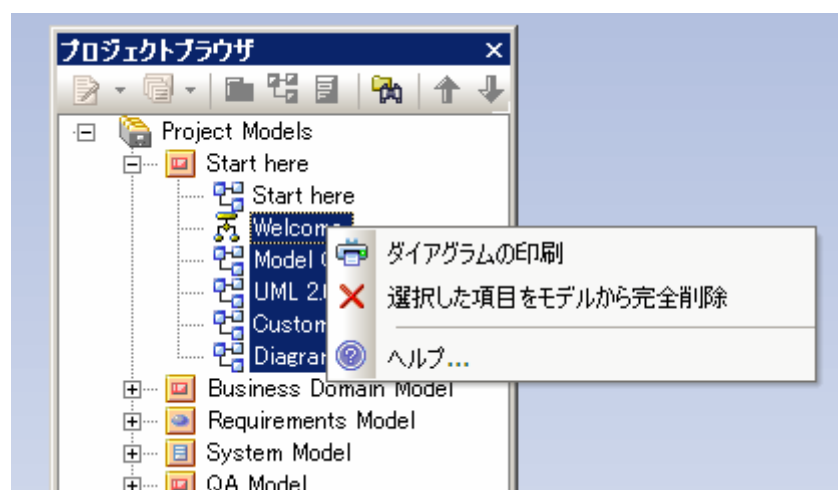 プロジェクトブラウザ
Project Models
Start here
Start here
Welcome
ダイアグラムの印刷
Model
選択した項目をモデルから完全削除
UML 2.
Custom
Diagram
ヘルプ...
Business Domain Model
Requirements Model
System Model
QA Model